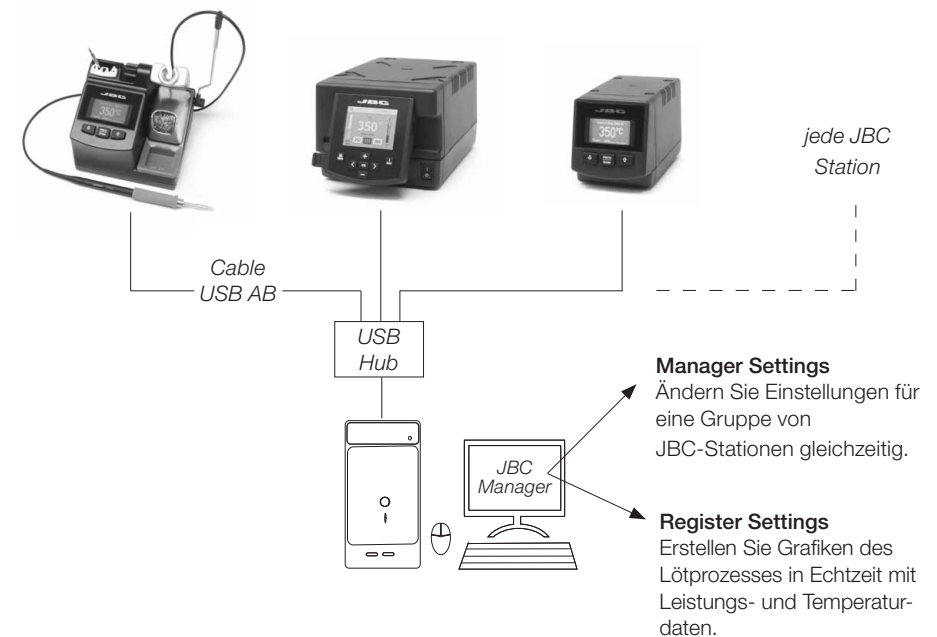 JBC
350°C
JBC
350°C
JBC
350°C
jede JBC
Station
Cable
USB AB
USB
Hub
JBC
Manager
Manager Settings
Ändern Sie Einstellungen für
eine Gruppe von
JBC-Stationen gleichzeitig.
Register Settings
Erstellen Sie Grafiken des
Lötprozesses in Echtzeit mit
Leistungs- und Temperatur-
daten.